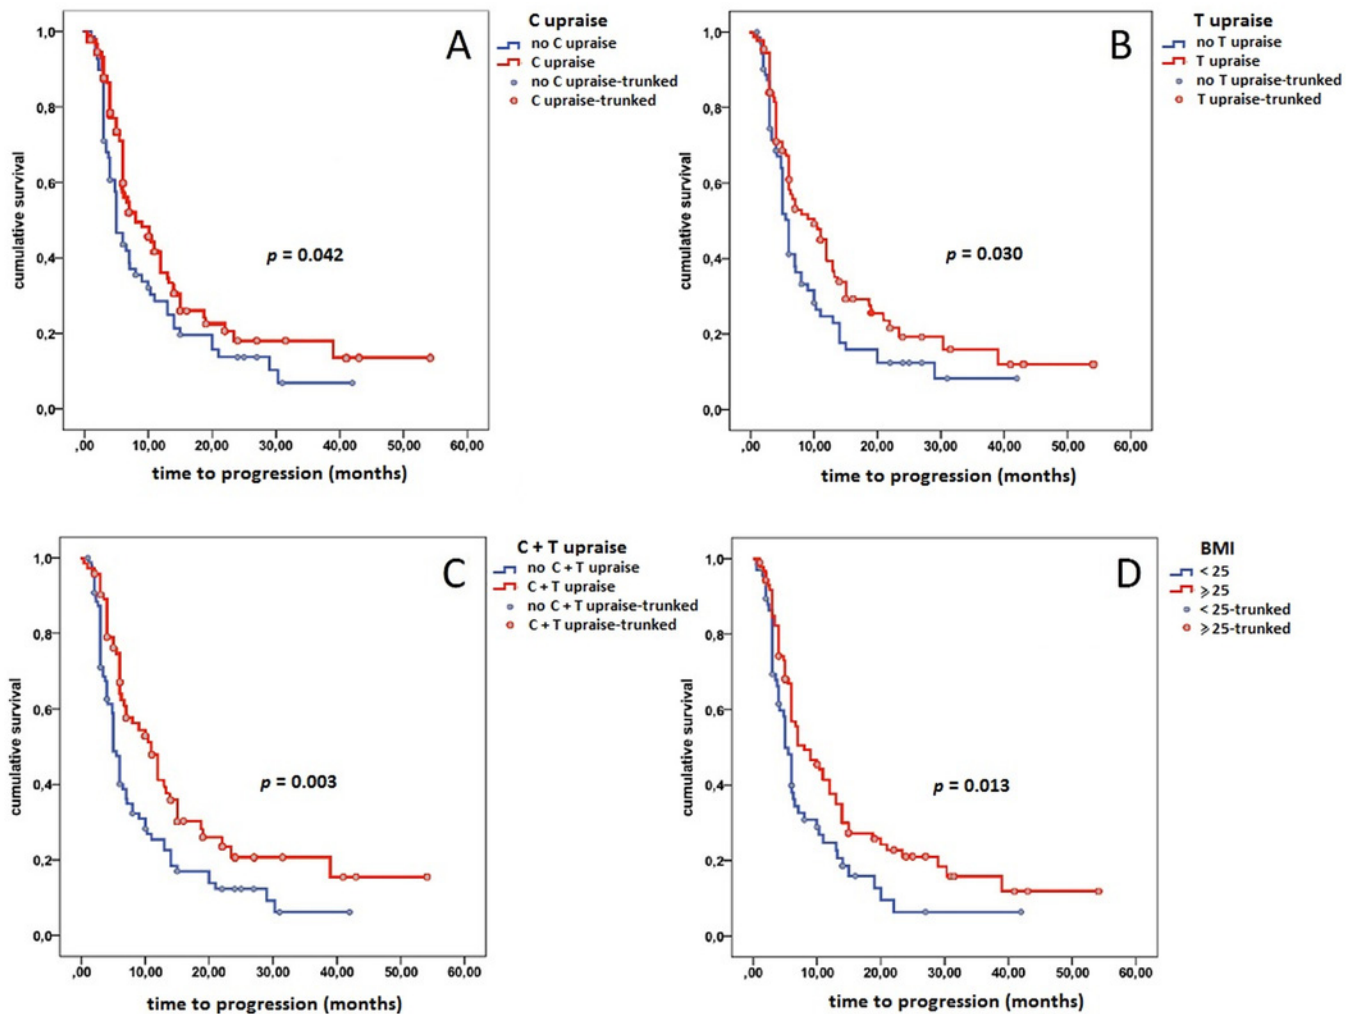 A
C upraise
no C upraise
C upraise
no C upraise-trunked
C upraise-trunked
1,0
0,8
0,6
0,4
0,2
0,0
cumulative survival
p = 0.042
,00 10,00 20,00 30,00 40,00 50,00 60,00
time to progression (months)
B
T upraise
no T upraise
T upraise
no T upraise-trunked
T upraise-trunked
1,0
0,8
0,6
0,4
0,2
0,0
cumulative survival
p = 0.030
,00 10,00 20,00 30,00 40,00 50,00 60,00
time to progression (months)
C
C + T upraise
no C + T upraise
C + T upraise
no C + T upraise-trunked
C + T upraise-trunked
1,0
0,8
0,6
0,4
0,2
0,0
cumulative survival
p = 0.003
,00 10,00 20,00 30,00 40,00 50,00 60,00
time to progression (months)
D
BMI
< 25
⩾ 25
< 25-trunked
⩾ 25-trunked
1,0
0,8
0,6
0,4
0,2
0,0
cumulative survival
p = 0.013
,00 10,00 20,00 30,00 40,00 50,00 60,00
time to progression (months)